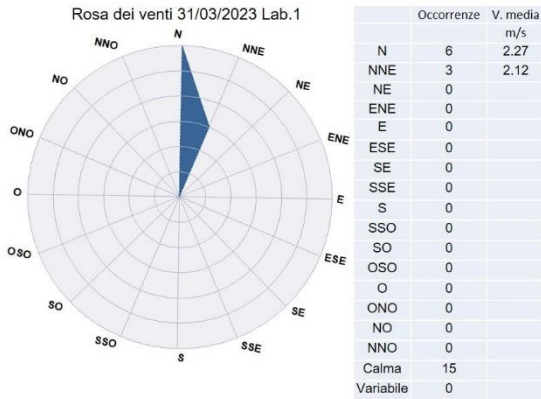 Rosa dei venti 31/03/2023 Lab.1
N
NNE
NE
ENE
E
ESE
SE
SSE
S
SSO
SO
OSO
O
ONO
NO
NNO
Occorrenze V. media
m/s
N 6 2.27
NNE 3 2.12
NE 0
ENE 0
E 0
ESE 0
SE 0
SSE 0
S 0
SSO 0
SO 0
OSO 0
O 0
ONO 0
NO 0
NNO 0
Calma 15
Variabile 0